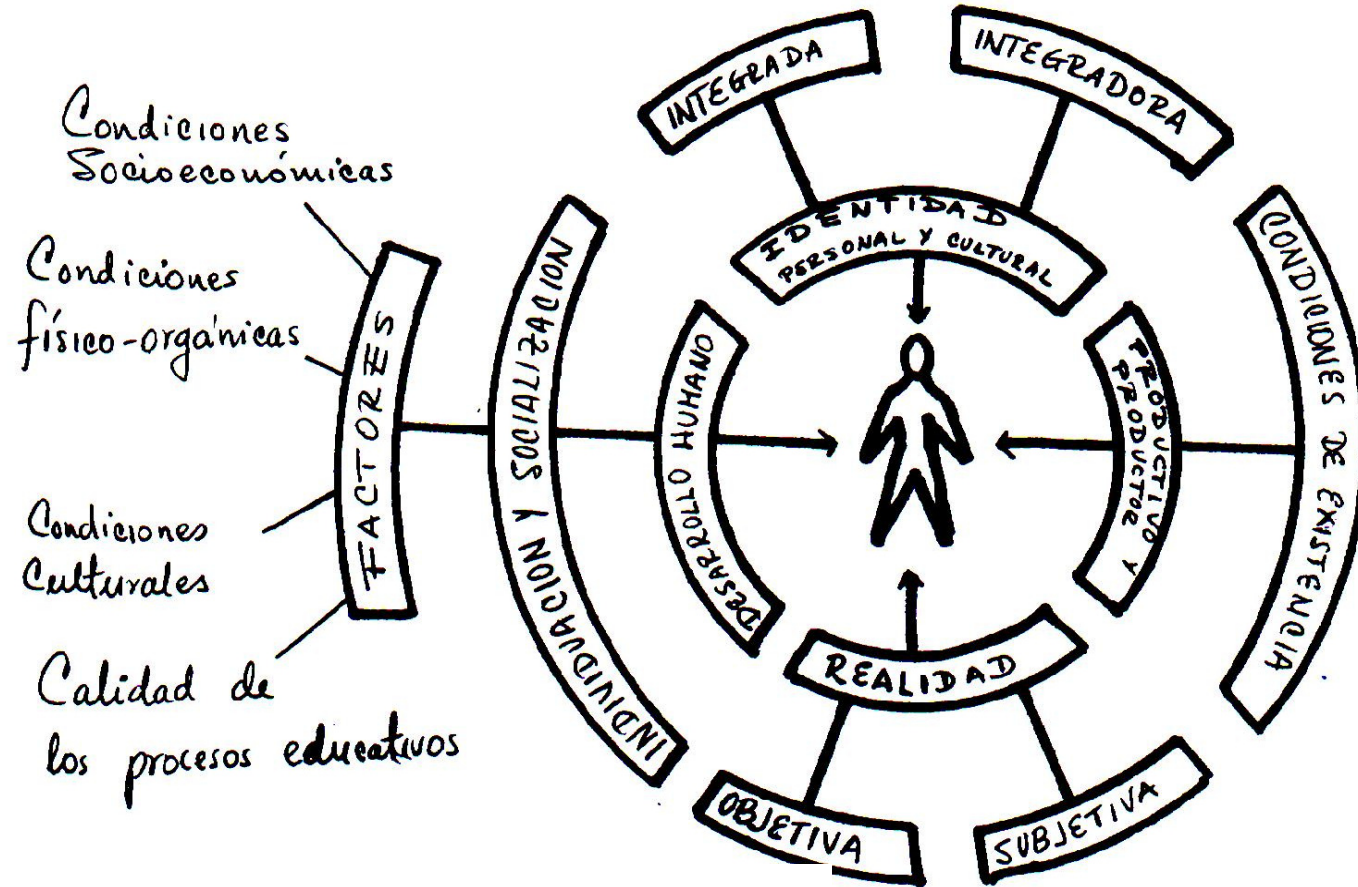 Condiciones
Socioeconómicas
Condiciones
físico-orgánicas
Condiciones
Culturales
Calidad de
los procesos educativos
FACTORES
INDIVIDUACION Y SOCIALIZACION
DESARROLLO HUMANO
INTEGRADA
INTEGRADORA
IDENTIDAD
PERSONAL Y CULTURAL
PRODUCTIVO Y
PRODUCTOR
CONDICIONES DE EXISTENCIA
REALIDAD
OBJETIVA
SUBJETIVA